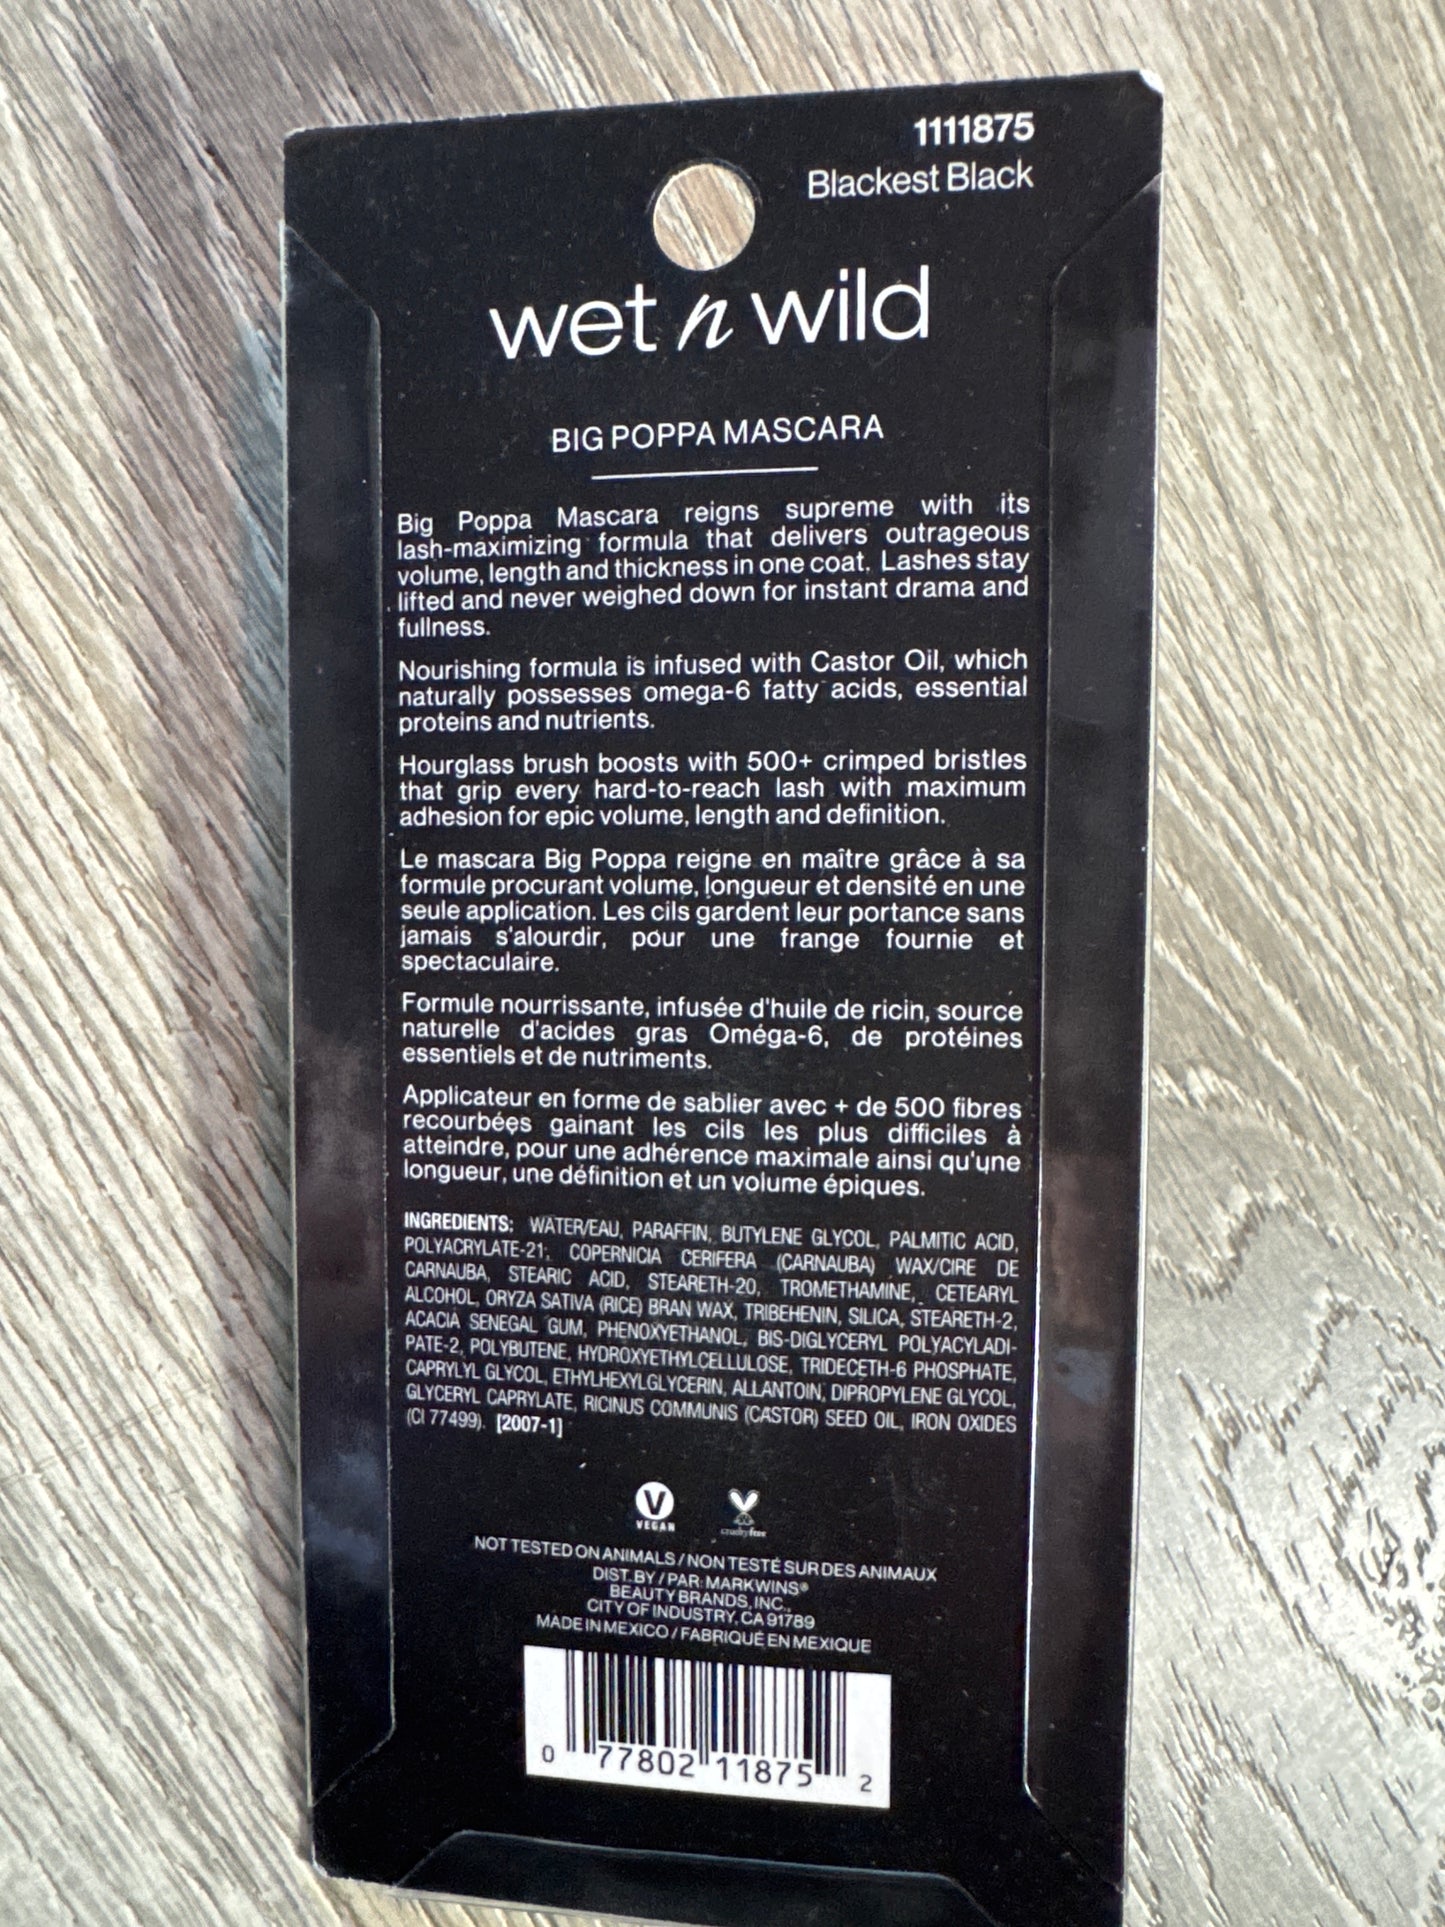 1111875
Blackest Black
wet n wild
BIG POPPA MASCARA
Big Poppa Mascara reigns supreme with its
lash-maximizing formula that delivers outrageous
volume, length and thickness in one coat. Lashes stay
lifted and never weighed down for instant drama and
fullness.
Nourishing formula is infused with Castor Oil, which
naturally possesses omega-6 fatty acids, essential
proteins and nutrients.
Hourglass brush boosts with 500+ crimped bristles
that grip every hard-to-reach lash with maximum
adhesion for epic volume, length and definition.
Le mascara Big Poppa reigne en maître grâce à sa
formule procurant volume, longueur et densité en une
seule application. Les cils gardent leur portance sans
jamais s'alourdir, pour une frange fournie et
spectaculaire.
Formule nourrissante, infusée d'huile de ricin, source
naturelle d'acides gras Oméga-6, de protéines
essentiels et de nutriments.
Applicateur en forme de sablier avec + de 500 fibres
recourbées gainant les cils les plus difficiles à
atteindre, pour une adhérence maximale ainsi qu'une
longueur, une définition et un volume épiques.
INGREDIENTS: WATER/EAU, PARAFFIN, BUTYLENE GLYCOL, PALMITIC ACID,
POLYACRYLATE-21, COPERNICIA CERIFERA (CARNAUBA) WAX/CIRE DE
CARNAUBA, STEARIC ACID, STEARETH-20, TROMETHAMINE, CETEARYL
ALCOHOL, ORYZA SATIVA (RICE) BRAN WAX, TRIBEHENIN, SILICA, STEARETH-2,
ACACIA SENEGAL GUM, PHENOXYETHANOL, BIS-DIGLYCERYL POLYACYLADI-
PATE-2, POLYBUTENE, HYDROXYETHYLCELLULOSE, TRIDECETH-6 PHOSPHATE,
CAPRYLYL GLYCOL, ETHYLHEXYLGLYCERIN, ALLANTOIN, DIPROPYLENE GLYCOL,
GLYCERYL CAPRYLATE, RICINUS COMMUNIS (CASTOR) SEED OIL, IRON OXIDES
(CI 77499). [2007-1]
V
VEGAN
crueltyfree
NOT TESTED ON ANIMALS / NON TESTÉ SUR DES ANIMAUX
DIST. BY / PAR: MARKWINS®
BEAUTY BRANDS, INC.,
CITY OF INDUSTRY, CA 91789
MADE IN MEXICO / FABRIQUÉ EN MEXIQUE
0 77802 11875 2